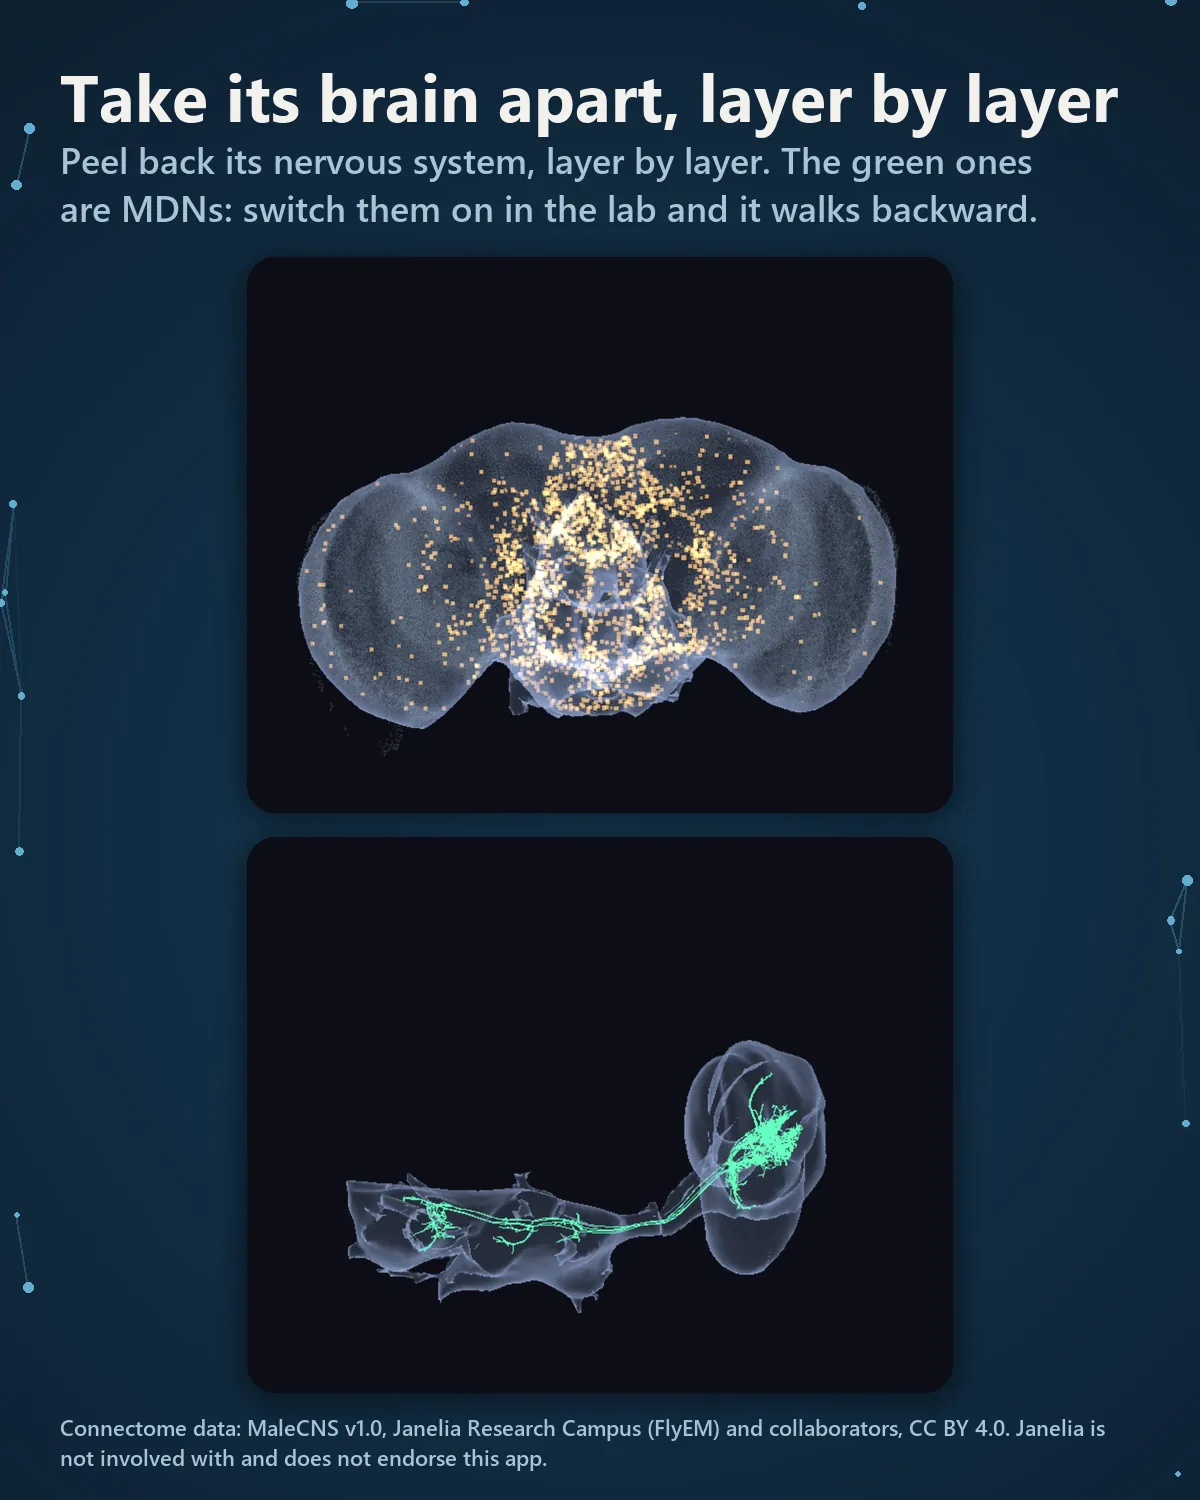 Take its brain apart, layer by layer
Peel back its nervous system, layer by layer. The green ones
are MDNs: switch them on in the lab and it walks backward.
Connectome data: MaleCNS v1.0, Janelia Research Campus (FlyEM) and collaborators, CC BY 4.0. Janelia is
not involved with and does not endorse this app.